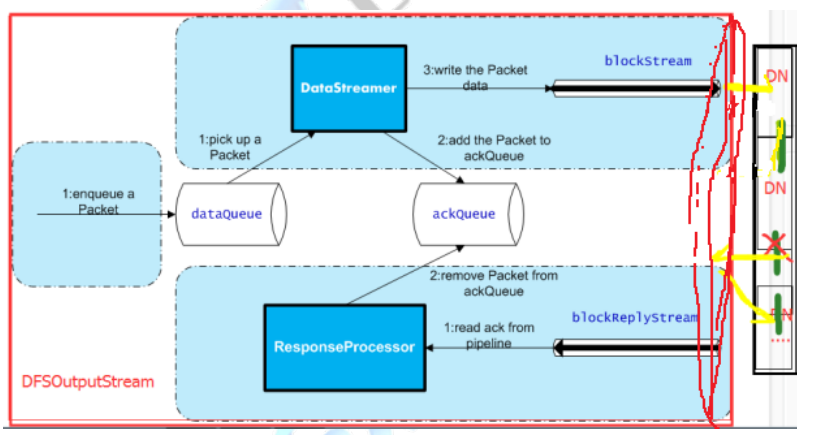 blockStream
DN
3:write the Packet
data
DataStreamer
1:pick up a
Packet
2:add the Packet to
ackQueue
1:enqueue a
Packet
dataQueue
ackQueue
DN
2:remove Packet from
ackQueue
blockReplyStream
DN
....
1:read ack from
pipeline
ResponseProcessor
DFSOutputStream